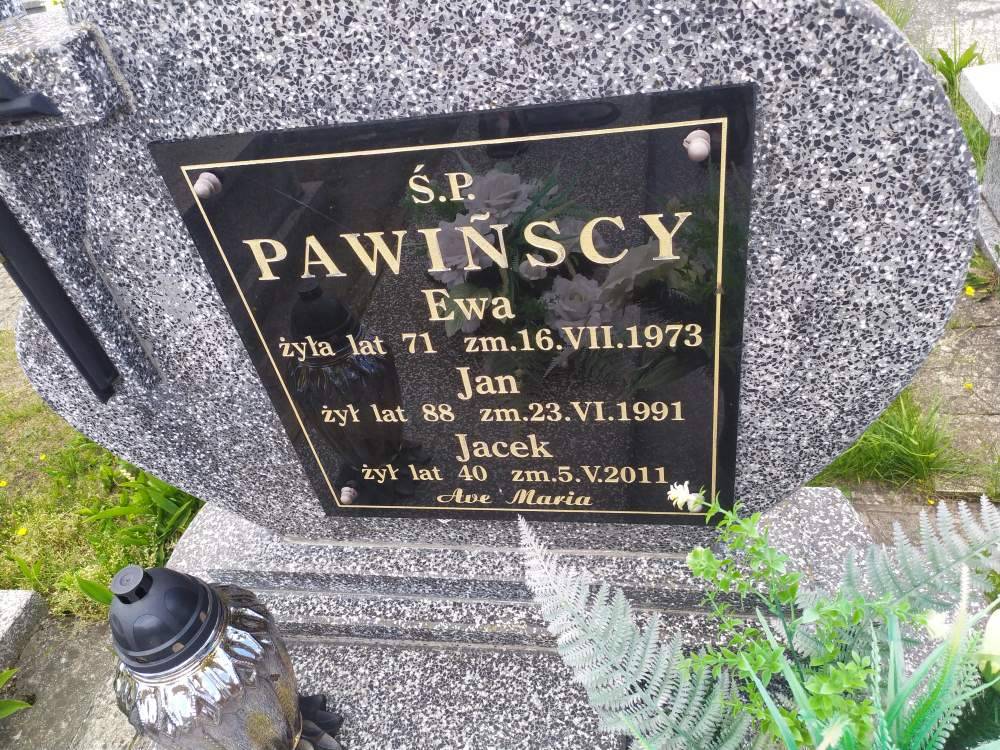 Ś.P.
PAWIÑSCY
Ewa
żyła lat 71 zm.16.VII.1973
Jan
żył lat 88 zm.23.VI.1991
Jacek
żył lat 40 zm.5.V.2011
Ave Maria